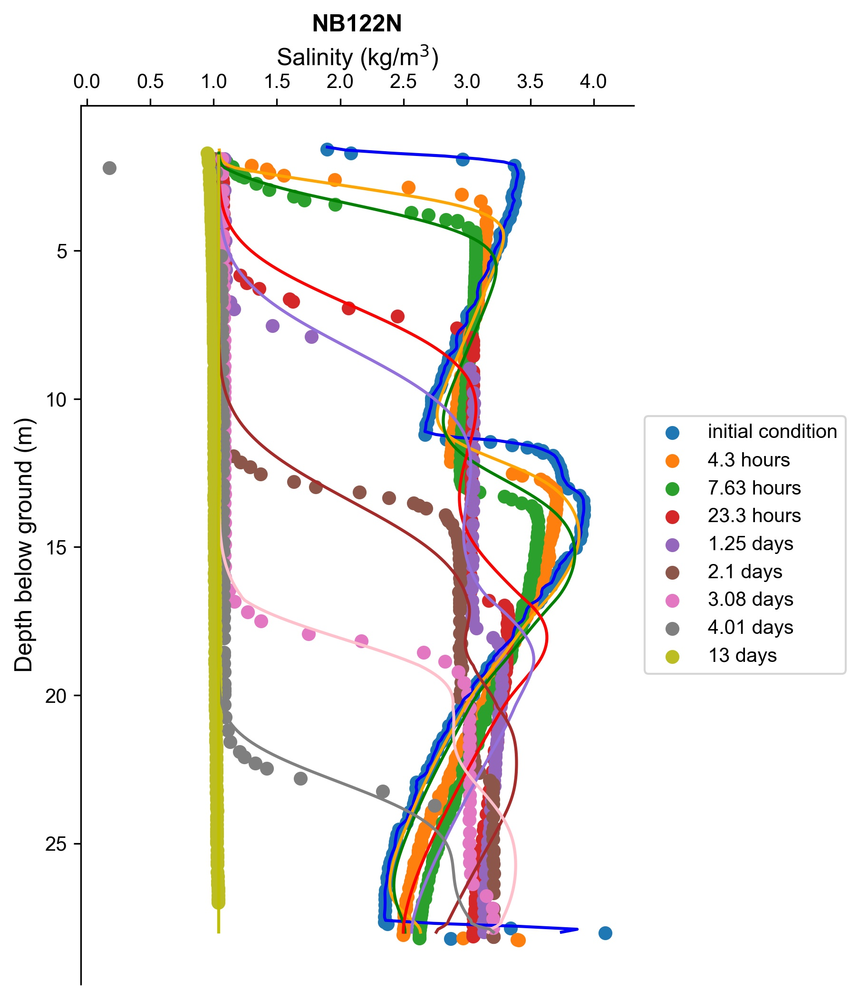 NB122N
Salinity (kg/m³)
0.0 0.5 1.0 1.5 2.0 2.5 3.0 3.5 4.0
Depth below ground (m)
5
10
15
20
25
initial condition
4.3 hours
7.63 hours
23.3 hours
1.25 days
2.1 days
3.08 days
4.01 days
13 days